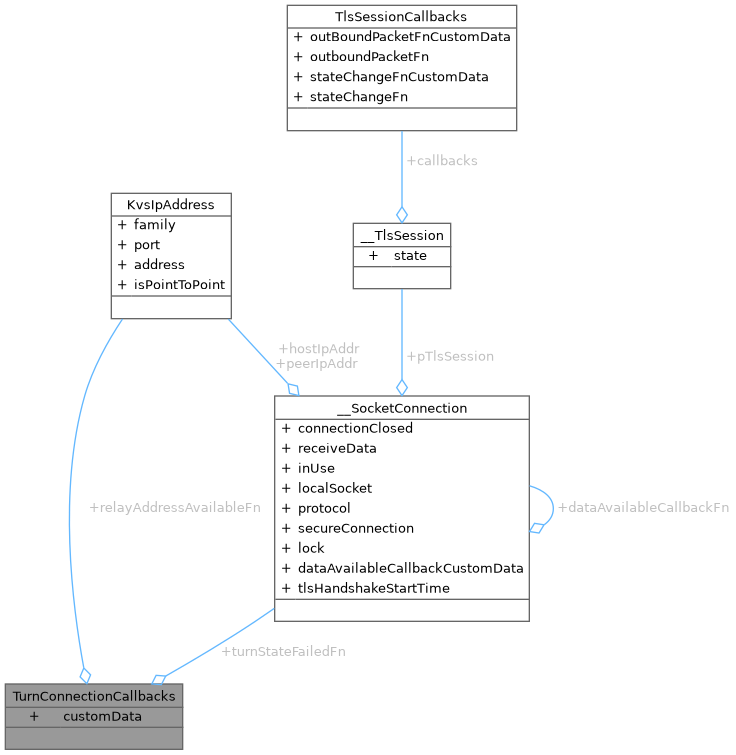 TlsSessionCallbacks
+ outBoundPacketFnCustomData
+ outboundPacketFn
+ stateChangeFnCustomData
+ stateChangeFn
+callbacks
KvsIpAddress
+ family
+ port
+ address
+ isPointToPoint
__TlsSession
+ state
+hostIpAddr
+peerIpAddr
+pTlsSession
__SocketConnection
+ connectionClosed
+ receiveData
+ inUse
+ localSocket
+ protocol
+ secureConnection
+ lock
+ dataAvailableCallbackCustomData
+ tlsHandshakeStartTime
+relayAddressAvailableFn
+dataAvailableCallbackFn
+turnStateFailedFn
TurnConnectionCallbacks
+ customData